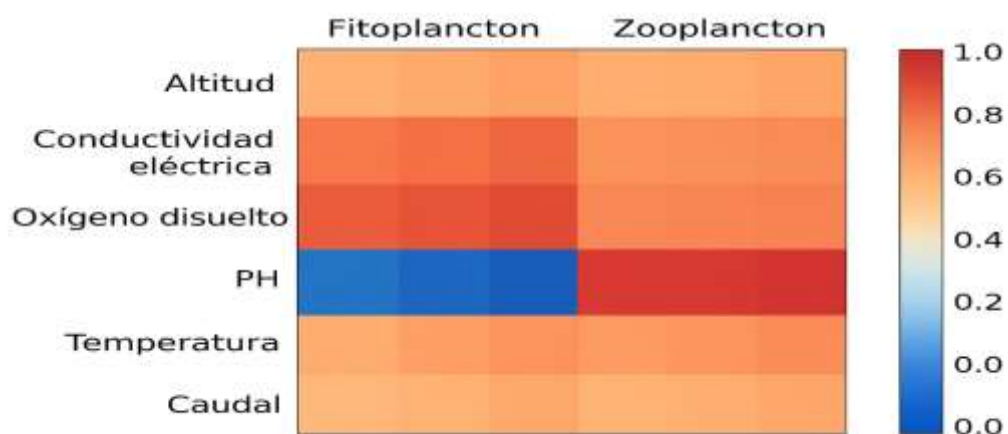 Fitoplancton Zooplancton
Altitud
Conductividad
eléctrica
Oxígeno disuelto
PH
Temperatura
Caudal
1.0
0.8
0.6
0.4
0.2
0.0
0.0